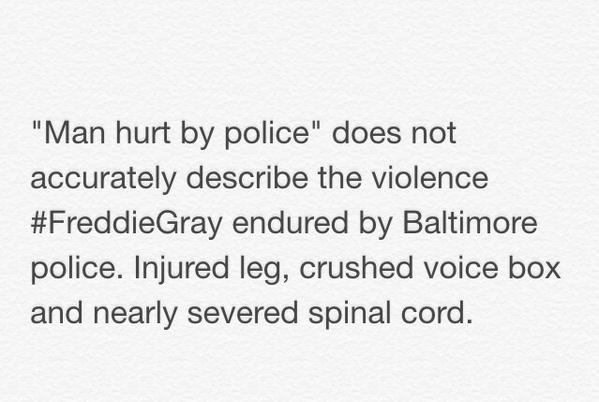 "Man hurt by police" does not
accurately describe the violence
#FreddieGray endured by Baltimore
police. Injured leg, crushed voice box
and nearly severed spinal cord.